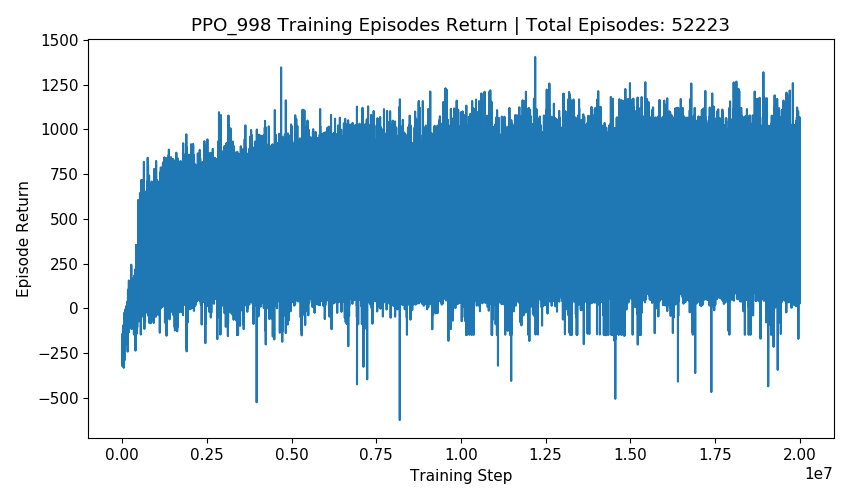 PPO_998 Training Episodes Return | Total Episodes: 52223
1500
1250
1000
750
500
250
0
−250
−500
Episode Return
0.00 0.25 0.50 0.75 1.00 1.25 1.50 1.75 2.00
1e7
Training Step